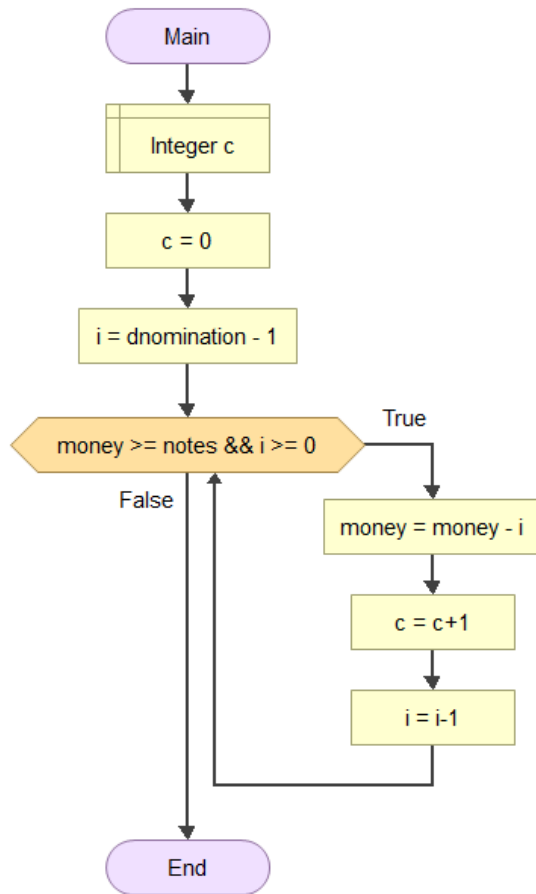 Main
Integer c
c = 0
i = dnomination - 1
money >= notes && i >= 0
True
False
money = money - i
c = c+1
i = i-1
End